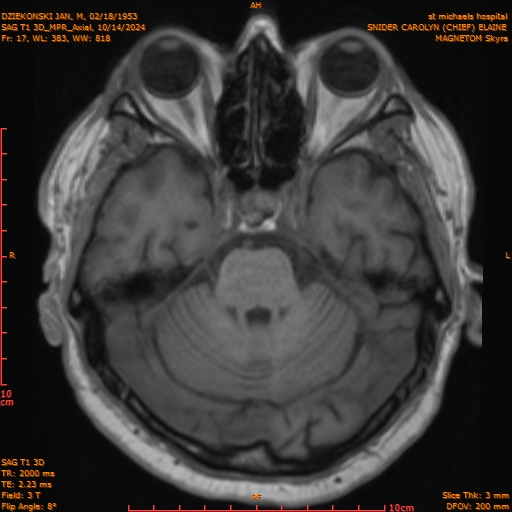 DZIEKONSKI JAN, M, 02/18/1953
SAG T1 3D_MPR_Axial, 10/14/2024
Fr: 17, WL: 383, WW: 818
AH
st michaels hospital
SNIDER CAROLYN (CHIEF) ELAINE
MAGNETOM Skyra
R
L
10
cm
SAG T1 3D
TR: 2000 ms
TE: 2.23 ms
Field: 3 T
Flip Angle: 8°
PF
10cm
Slice Thk: 3 mm
DFOV: 200 mm